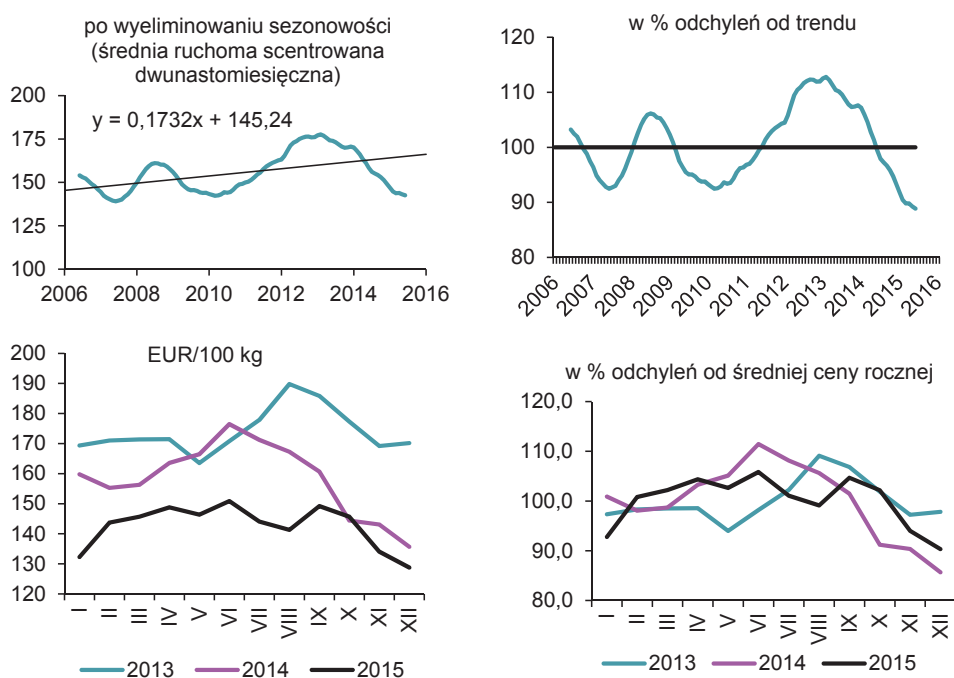 po wyeliminowaniu sezonowości
(średnia ruchoma scentrowana
dwunastomiesięczna)
200
175
150
125
100
y = 0,1732x + 145,24
2006 2008 2010 2012 2014 2016
w % odchyleń od trendu
120
110
100
90
80
2006 2007 2008 2009 2010 2011 2012 2013 2014 2015 2016
EUR/100 kg
200
190
180
170
160
150
140
130
120
I II III IV V VI VII VIII IX X XI XII
2013 2014 2015
w % odchyleń od średniej ceny rocznej
120,0
110,0
100,0
90,0
80,0
I II III IV V VI VII VIII IX X XI XII
2013 2014 2015